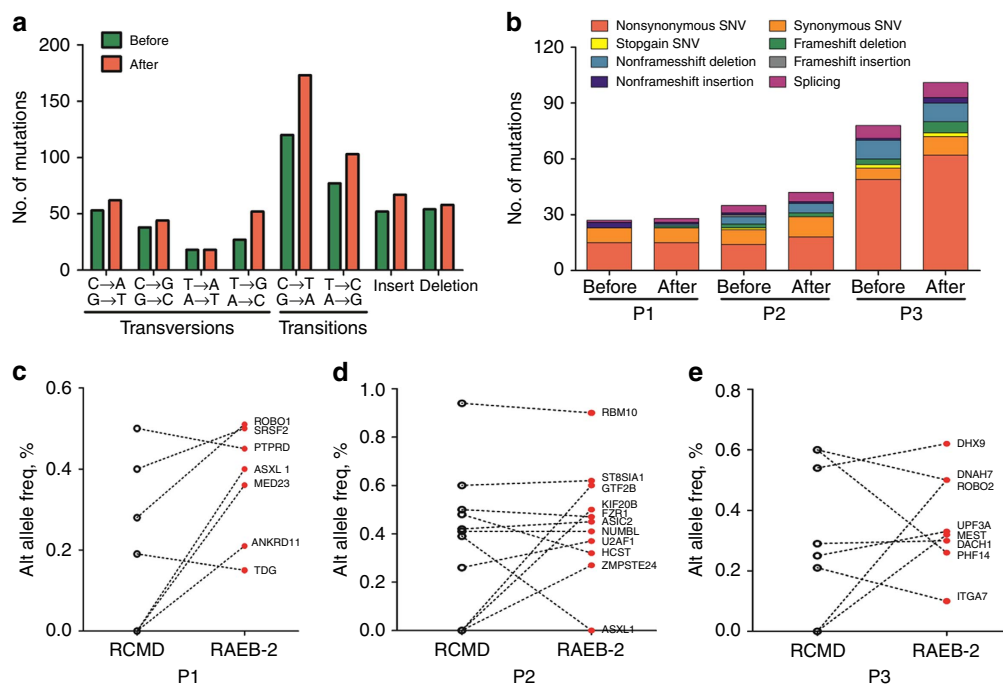 a
Before
After
No. of mutations
200
150
100
50
0
C→A C→G T→A T→G C→T T→C Insert Deletion
G→T G→C A→T A→C G→A A→G
Transversions Transitions
b
Nonsynonymous SNV Synonymous SNV
Stopgain SNV Frameshift deletion
Nonframesshift deletion Frameshift insertion
Nonframeshift insertion Splicing
No. of mutations
120
90
60
30
0
Before After Before After Before After
P1 P2 P3
c
Alt allele freq, %
0.6
0.4
0.2
0.0
ROBO1
SRSF2
PTPRD
ASXL 1
MED23
ANKRD11
TDG
RCMD RAEB-2
P1
d
Alt allele freq, %
1.0
0.8
0.6
0.4
0.2
0.0
RBM10
ST8SIA1
GTF2B
KIF20B
FZR1
ASIC2
NUMBL
U2AF1
HCST
ZMPSTE24
ASXL1
RCMD RAEB-2
P2
e
Alt allele freq, %
0.8
0.6
0.4
0.2
0.0
DHX9
DNAH7
ROBO2
UPF3A
MEST
DACH1
PHF14
ITGA7
RCMD RAEB-2
P3